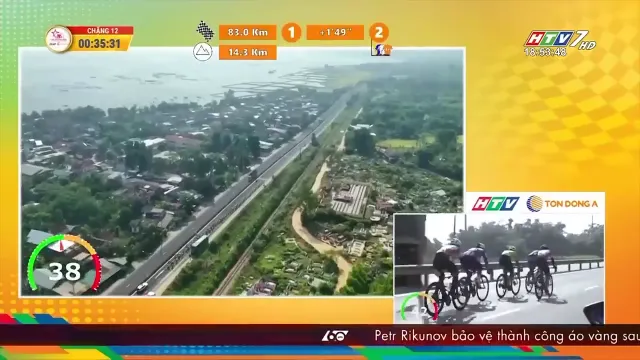 CHẶNG 12
00:35:31
83.0 Km
1
+1'49"
2
14.3 Km
HTV7 HD
18:53:48
HTV TON DONG A
38
Petr Rikunov bảo vệ thành công áo vàng sau